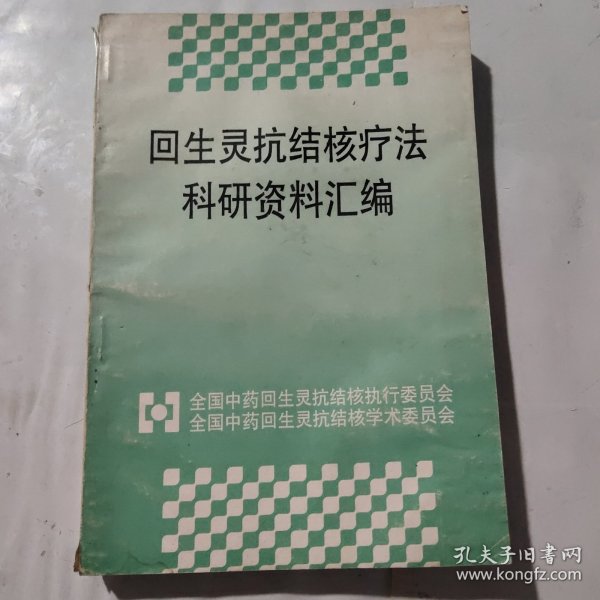 回生灵抗结核疗法
科研资料汇编
全国中药回生灵抗结核执行委员会
全国中药回生灵抗结核学术委员会
孔夫子旧書网
www.kongfz.com